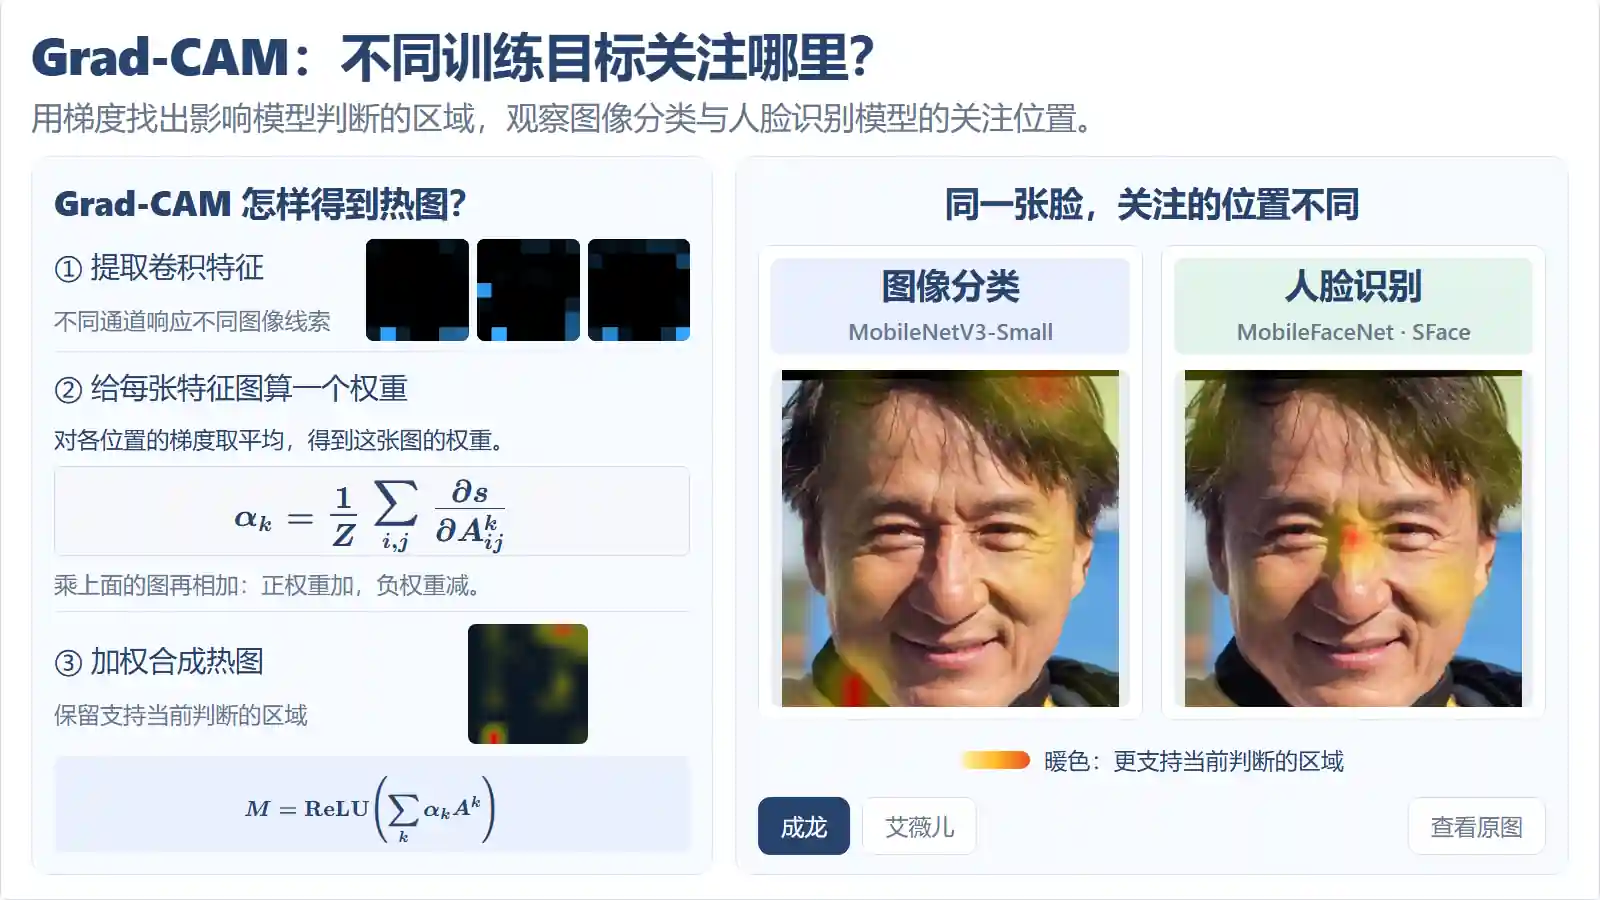 Grad-CAM：不同训练目标关注哪里？
用梯度找出影响模型判断的区域，观察图像分类与人脸识别模型的关注位置。
Grad-CAM 怎样得到热图？
① 提取卷积特征
不同通道响应不同图像线索
② 给每张特征图算一个权重
对各位置的梯度取平均，得到这张图的权重。
α_k = \frac{1}{Z} \sum_{i,j} \frac{∂s}{∂A_{ij}^k}
乘上面的图再相加：正权重加，负权重减。
③ 加权合成热图
保留支持当前判断的区域
M = ReLU(\sum_k α_k A^k)
同一张脸，关注的位置不同
图像分类
MobileNetV3-Small
人脸识别
MobileFaceNet · SFace
暖色：更支持当前判断的区域
成龙
艾薇儿
查看原图